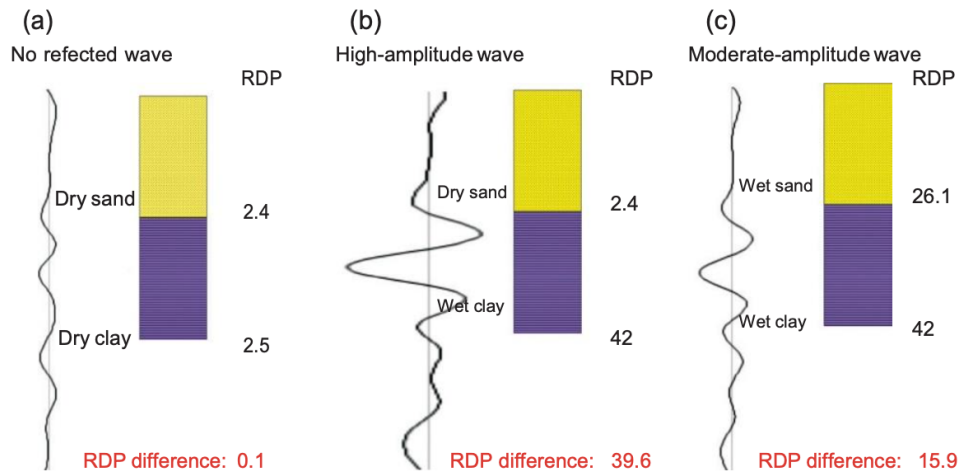 (a)
No refected wave
RDP
Dry sand
2.4
Dry clay
2.5
RDP difference: 0.1
(b)
High-amplitude wave
RDP
Dry sand
2.4
Wet clay
42
RDP difference: 39.6
(c)
Moderate-amplitude wave
RDP
Wet sand
26.1
Wet clay
42
RDP difference: 15.9